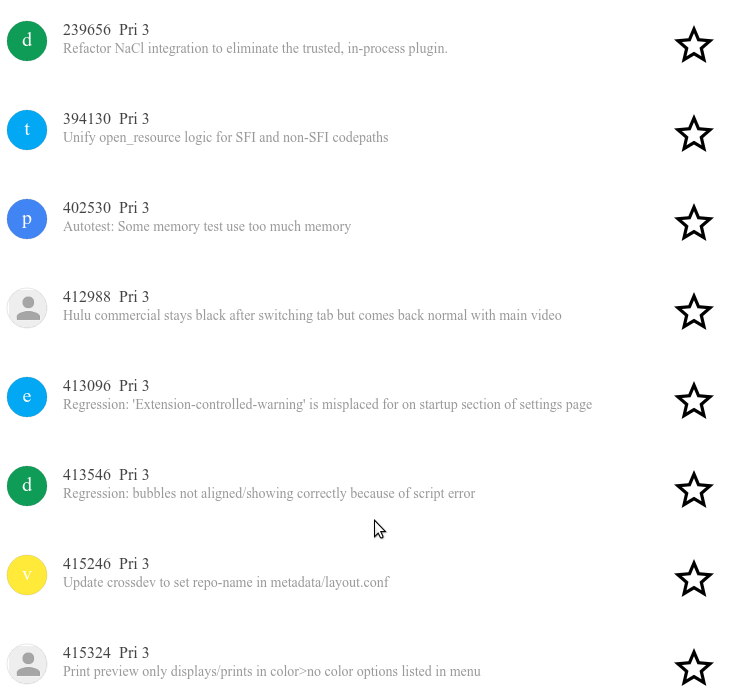 d
239656 Pri 3
Refactor NaCl integration to eliminate the trusted, in-process plugin.
t
394130 Pri 3
Unify open_resource logic for SFI and non-SFI codepaths
p
402530 Pri 3
Autotest: Some memory test use too much memory
412988 Pri 3
Hulu commercial stays black after switching tab but comes back normal with main video
e
413096 Pri 3
Regression: 'Extension-controlled-warning' is misplaced for on startup section of settings page
d
413546 Pri 3
Regression: bubbles not aligned/showing correctly because of script error
v
415246 Pri 3
Update crossdev to set repo-name in metadata/layout.conf
415324 Pri 3
Print preview only displays/prints in color>no color options listed in menu